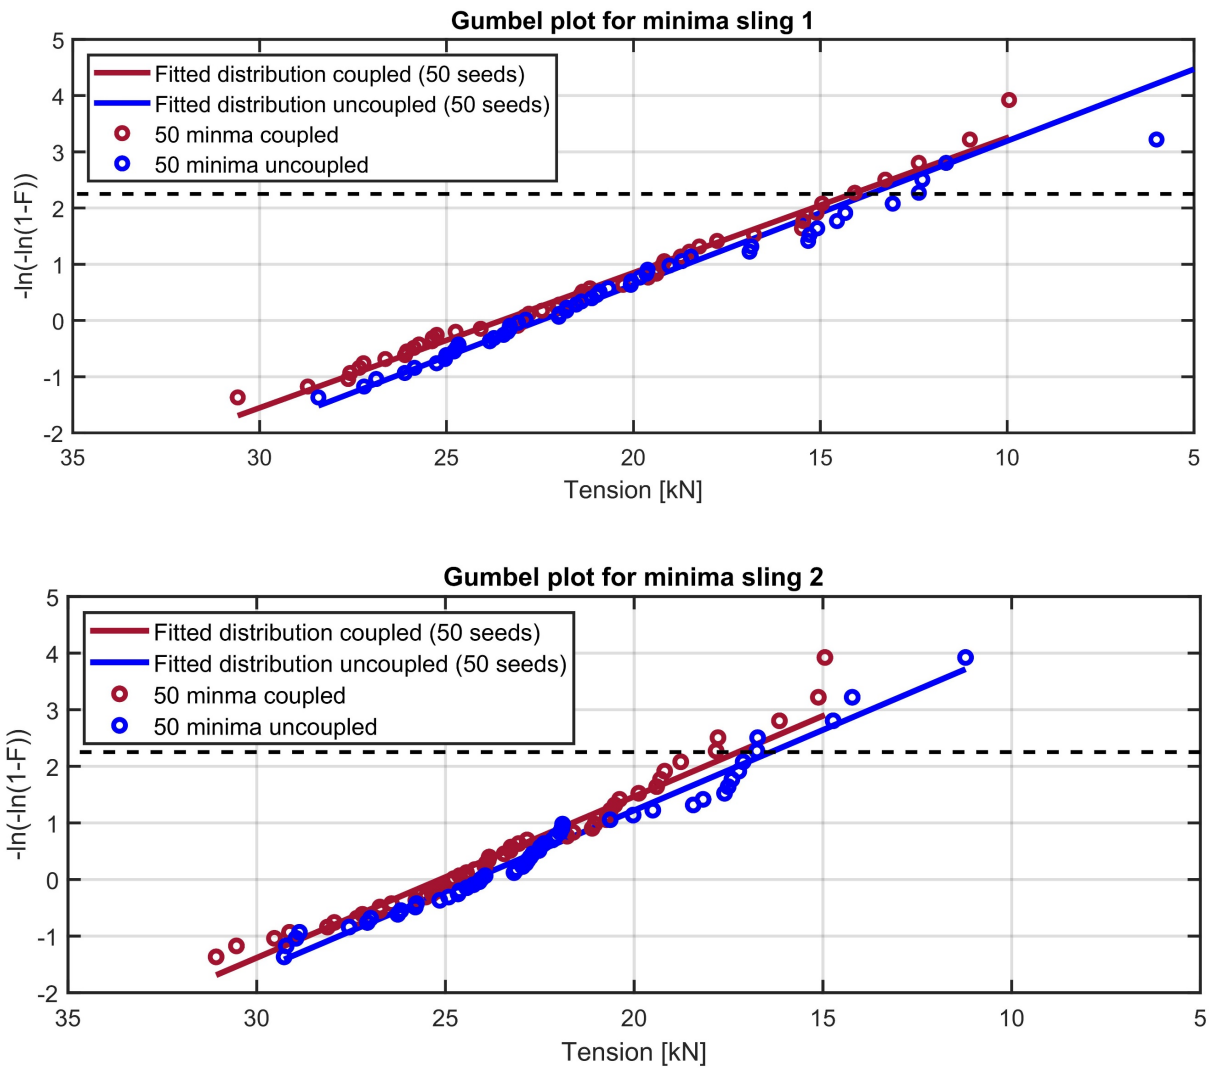 Gumbel plot for minima sling 1
5
4
3
2
1
0
-1
-2
-ln(-ln(1-F))
Fitted distribution coupled (50 seeds)
Fitted distribution uncoupled (50 seeds)
50 minma coupled
50 minima uncoupled
35 30 25 20 15 10 5
Tension [kN]
Gumbel plot for minima sling 2
5
4
3
2
1
0
-1
-2
-ln(-ln(1-F))
Fitted distribution coupled (50 seeds)
Fitted distribution uncoupled (50 seeds)
50 minma coupled
50 minima uncoupled
35 30 25 20 15 10 5
Tension [kN]